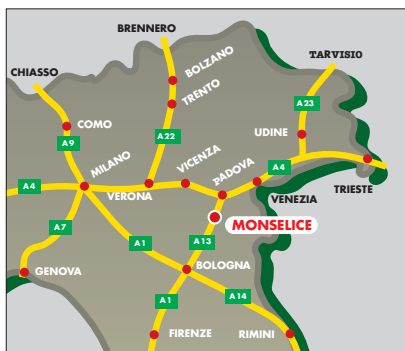 BRENNERO
TARVISIO
CHIASSO
BOLZANO
TRENTO
A23
COMO
UDINE
A22
A9
MILANO
VICENZA
PADOVA
A4
A4
VERONA
VENEZIA
TRIESTE
A7
MONSELICE
A1
A13
GENOVA
BOLOGNA
A1
A14
FIRENZE
RIMINI